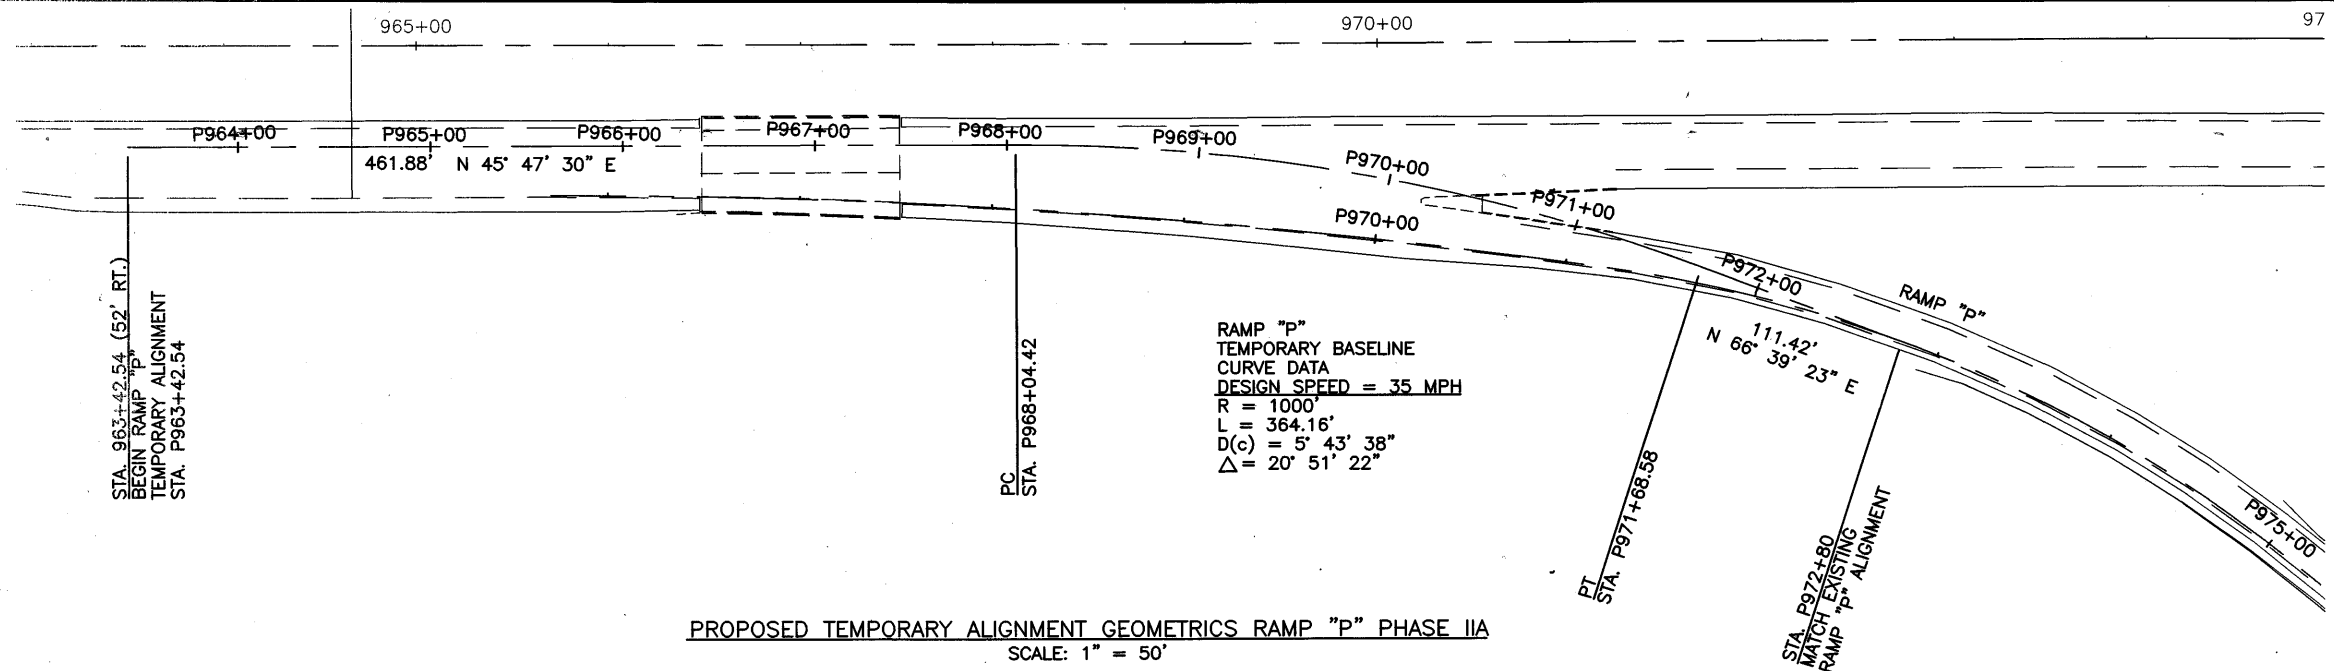 965+00
970+00
97
P964+00
P965+00
P966+00
P967+00
P968+00
P969+00
P970+00
P971+00
P972+00
461.88' N 45° 47' 30" E
P970+00
RAMP "P"
111.42'
N 66° 39' 23" E
P975+00
STA. 963+42.54 (52' RT.)
BEGIN RAMP "P"
TEMPORARY ALIGNMENT
STA. P963+42.54
PC
STA. P968+04.42
RAMP "P"
TEMPORARY BASELINE
CURVE DATA
DESIGN SPEED = 35 MPH
R = 1000'
L = 364.16'
D(c) = 5° 43' 38"
△ = 20° 51' 22"
PT
STA. P971+68.58
STA. P972+80
MATCH EXISTING
RAMP "P" ALIGNMENT
PROPOSED TEMPORARY ALIGNMENT GEOMETRICS RAMP "P" PHASE IIA
SCALE: 1" = 50'